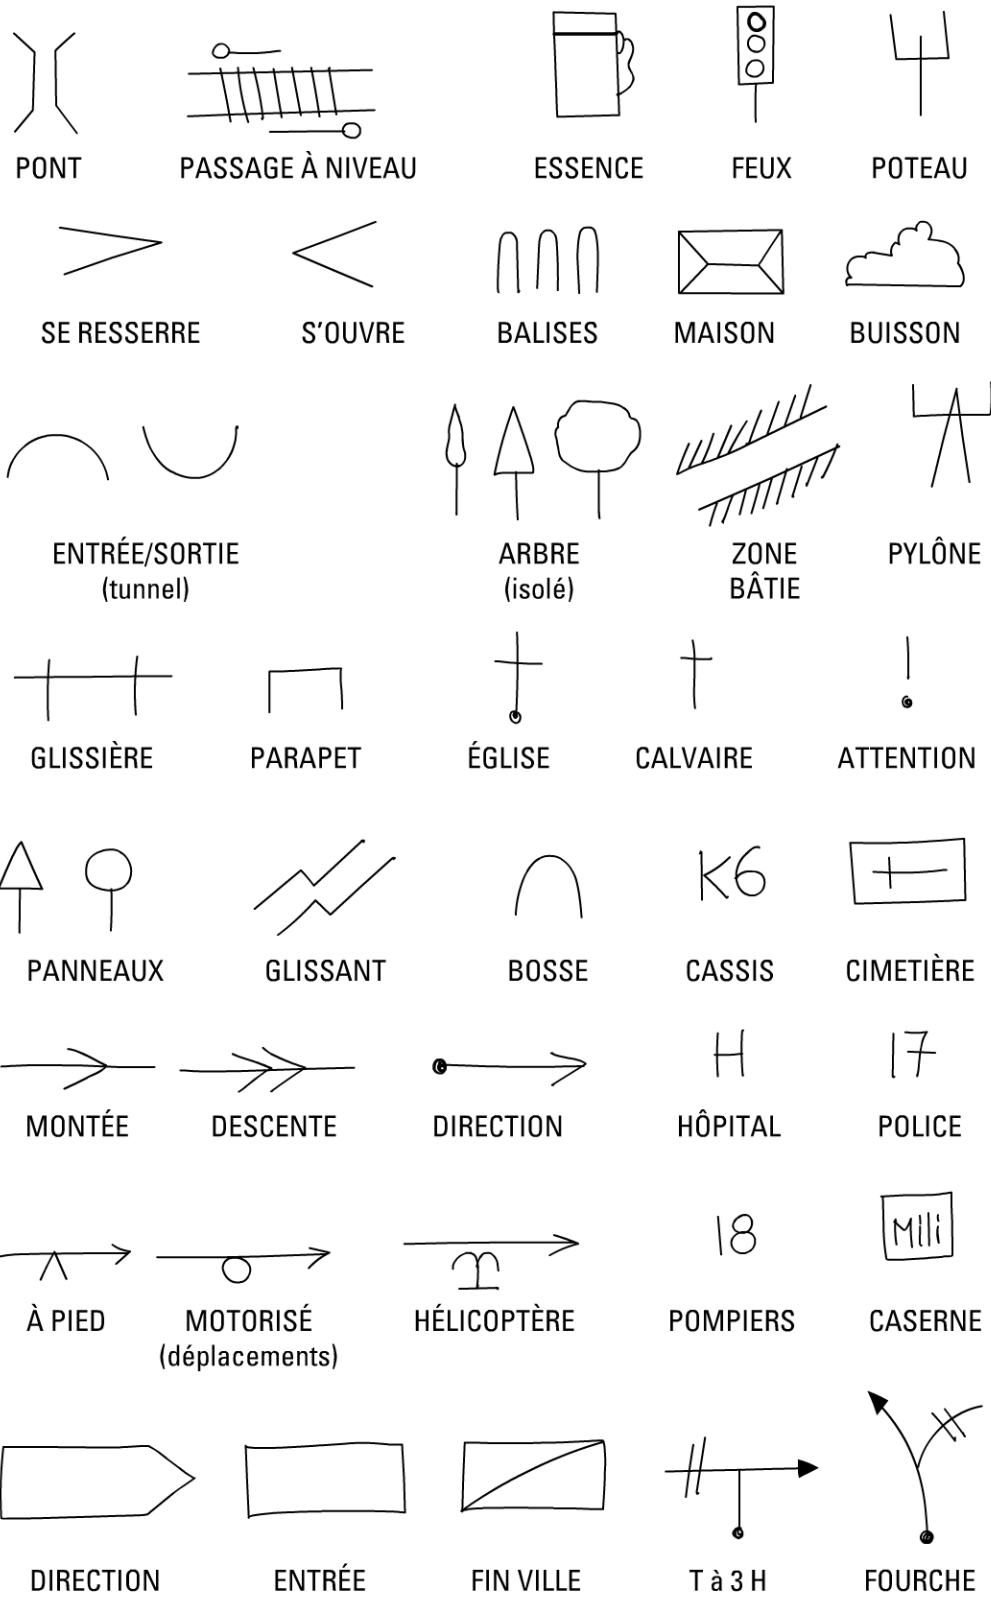 PONT PASSAGE À NIVEAU ESSENCE FEUX POTEAU
SE RESSERRE S'OUVRE BALISES MAISON BUISSON
ENTRÉE/SORTIE ARBRE ZONE PYLÔNE
(tunnel) (isolé) BÂTIE
GLISSIÈRE PARAPET ÉGLISE CALVAIRE ATTENTION
K6
PANNEAUX GLISSANT BOSSE CASSIS CIMETIÈRE
H 17
MONTÉE DESCENTE DIRECTION HÔPITAL POLICE
18 Mili
À PIED MOTORISÉ HÉLICOPTÈRE POMPIERS CASERNE
(déplacements)
DIRECTION ENTRÉE FIN VILLE T à 3 H FOURCHE